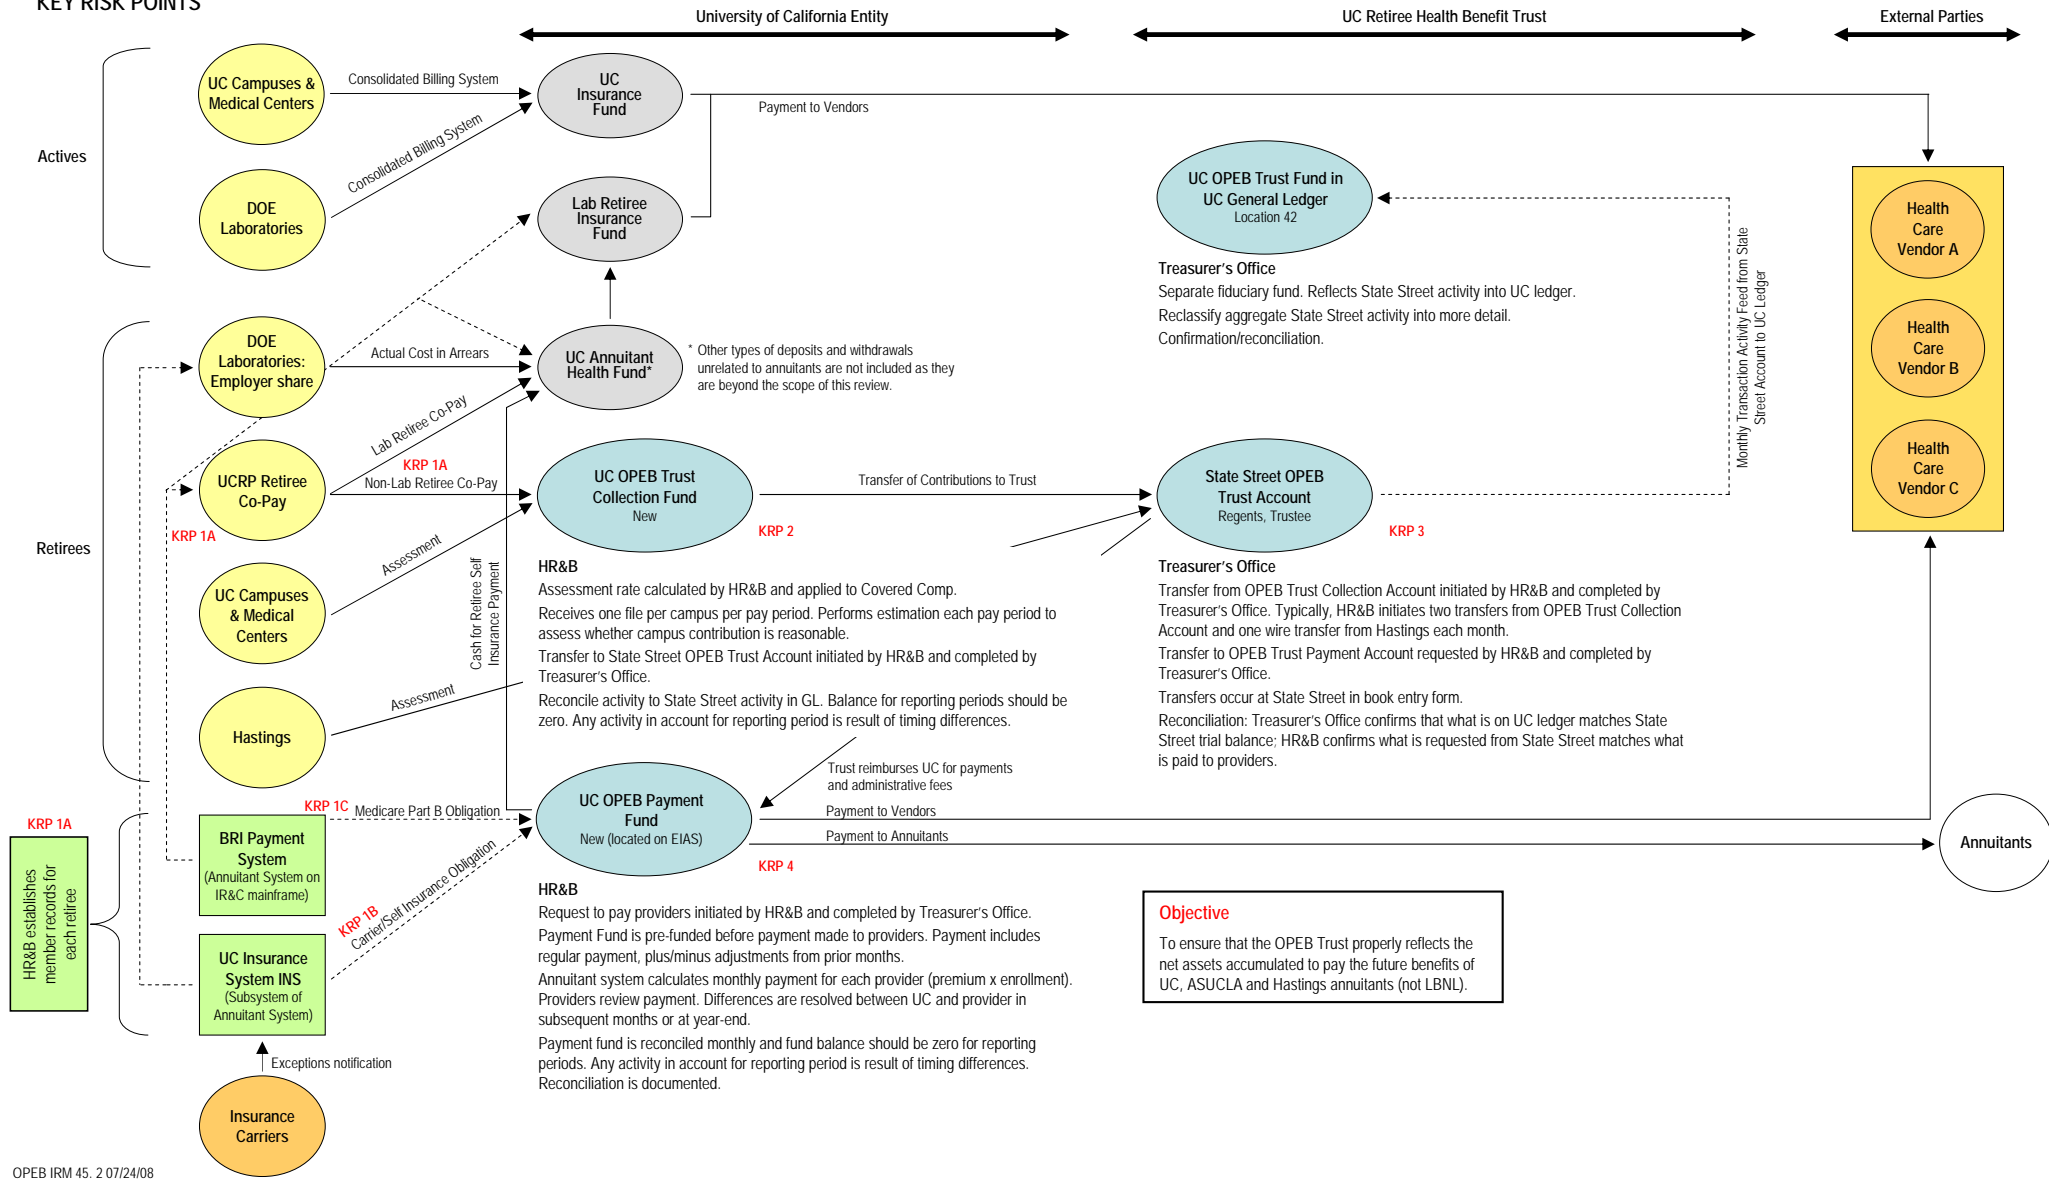 KEY RISK POINTS
University of California Entity
UC Retiree Health Benefit Trust
External Parties
Actives
UC Campuses &
Medical Centers
Consolidated Billing System
UC
Insurance
Fund
Payment to Vendors
Consolidated Billing System
DOE
Laboratories
Lab Retiree
Insurance
Fund
UC OPEB Trust Fund in
UC General Ledger
Location 42
Treasurer's Office
Separate fiduciary fund. Reflects State Street activity into UC ledger.
Reclassify aggregate State Street activity into more detail.
Confirmation/reconciliation.
Monthly Transaction Activity Feed from State
Street Account to UC Ledger
Health
Care
Vendor A
Health
Care
Vendor B
Health
Care
Vendor C
Retirees
DOE
Laboratories:
Employer share
Actual Cost in Arrears
UC Annuitant
Health Fund*
* Other types of deposits and withdrawals
unrelated to annuitants are not included as they
are beyond the scope of this review.
Lab Retiree Co-Pay
KRP 1A
Non-Lab Retiree Co-Pay
UCRP Retiree
Co-Pay
KRP 1A
UC OPEB Trust
Collection Fund
New
Transfer of Contributions to Trust
KRP 2
State Street OPEB
Trust Account
Regents, Trustee
KRP 3
Assessment
UC Campuses
& Medical
Centers
Cash for Retiree Self
Insurance Payment
HR&B
Assessment rate calculated by HR&B and applied to Covered Comp.
Receives one file per campus per pay period. Performs estimation each pay period to
assess whether campus contribution is reasonable.
Transfer to State Street OPEB Trust Account initiated by HR&B and completed by
Treasurer's Office.
Reconcile activity to State Street activity in GL. Balance for reporting periods should be
zero. Any activity in account for reporting period is result of timing differences.
Treasurer's Office
Transfer from OPEB Trust Collection Account initiated by HR&B and completed by
Treasurer's Office. Typically, HR&B initiates two transfers from OPEB Trust Collection
Account and one wire transfer from Hastings each month.
Transfer to OPEB Trust Payment Account requested by HR&B and completed by
Treasurer's Office.
Transfers occur at State Street in book entry form.
Reconciliation: Treasurer's Office confirms that what is on UC ledger matches State
Street trial balance; HR&B confirms what is requested from State Street matches what
is paid to providers.
Assessment
Hastings
Trust reimburses UC for payments
and administrative fees
KRP 1A
HR&B establishes
member records for
each retiree
KRP 1C
Medicare Part B Obligation
BRI Payment
System
(Annuitant System on
IR&C mainframe)
KRP 1B
Carrier/Self Insurance Obligation
UC OPEB Payment
Fund
New (located on EIAS)
Payment to Vendors
Payment to Annuitants
KRP 4
Annuitants
UC Insurance
System INS
(Subsystem of
Annuitant System)
Exceptions notification
Insurance
Carriers
HR&B
Request to pay providers initiated by HR&B and completed by Treasurer's Office.
Payment Fund is pre-funded before payment made to providers. Payment includes
regular payment, plus/minus adjustments from prior months.
Annuitant system calculates monthly payment for each provider (premium x enrollment).
Providers review payment. Differences are resolved between UC and provider in
subsequent months or at year-end.
Payment fund is reconciled monthly and fund balance should be zero for reporting
periods. Any activity in account for reporting period is result of timing differences.
Reconciliation is documented.
Objective
To ensure that the OPEB Trust properly reflects the
net assets accumulated to pay the future benefits of
UC, ASUCLA and Hastings annuitants (not LBNL).
OPEB IRM 45. 2 07/24/08